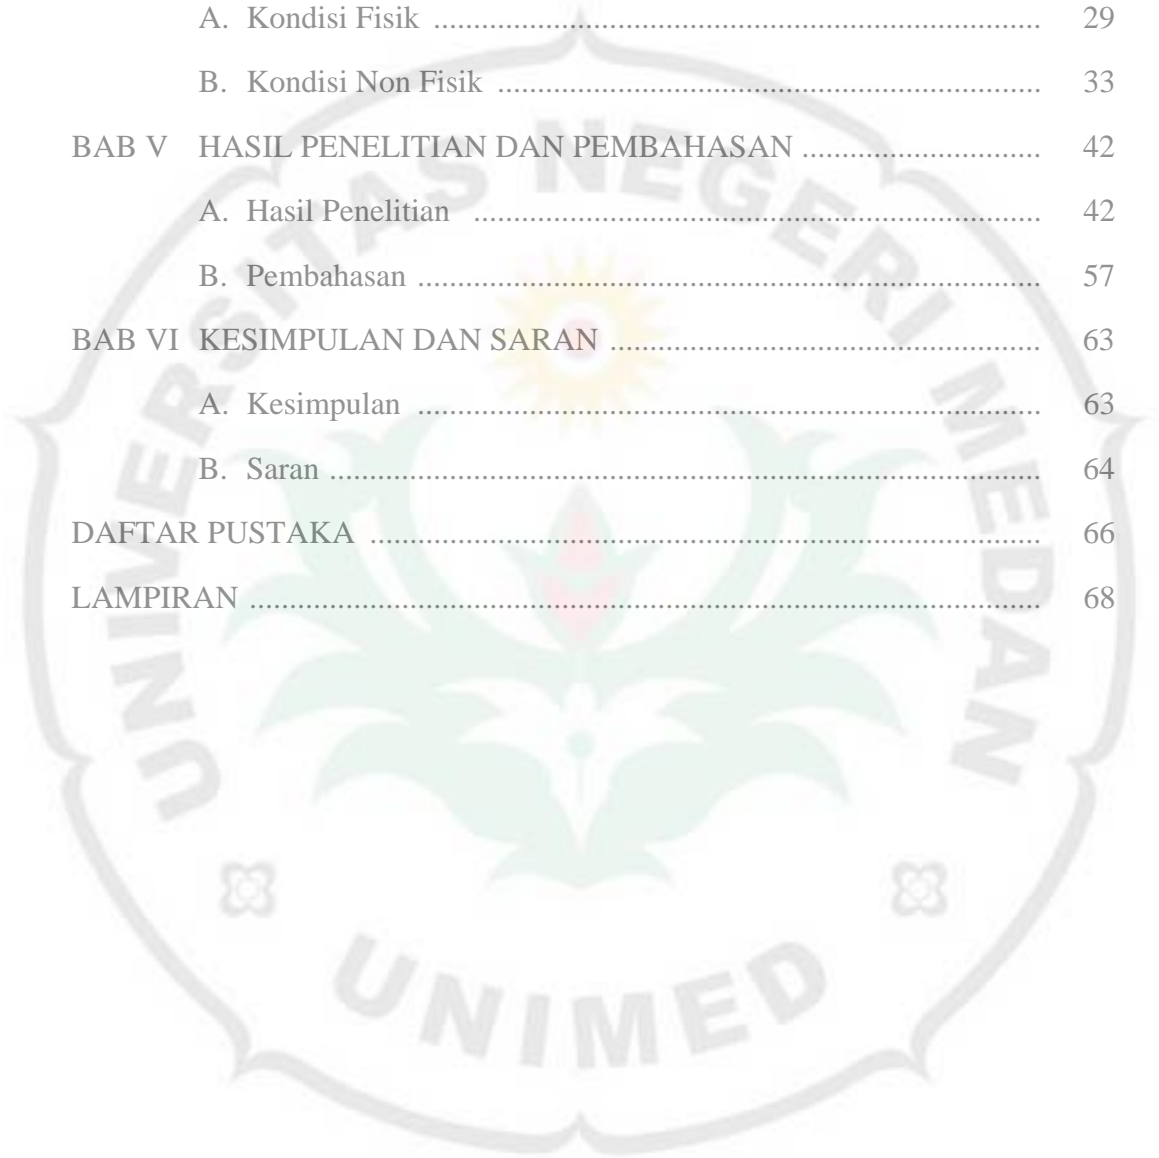 A. Kondisi Fisik ........................................................................... 29
B. Kondisi Non Fisik ................................................................... 33
BAB V HASIL PENELITIAN DAN PEMBAHASAN ............................. 42
A. Hasil Penelitian ...................................................................... 42
B. Pembahasan ............................................................................. 57
BAB VI KESIMPULAN DAN SARAN ..................................................... 63
A. Kesimpulan ............................................................................. 63
B. Saran ........................................................................................ 64
DAFTAR PUSTAKA ................................................................................... 66
LAMPIRAN .................................................................................................. 68
UNIVERSITAS NEGERI MEDAN
UNIMED